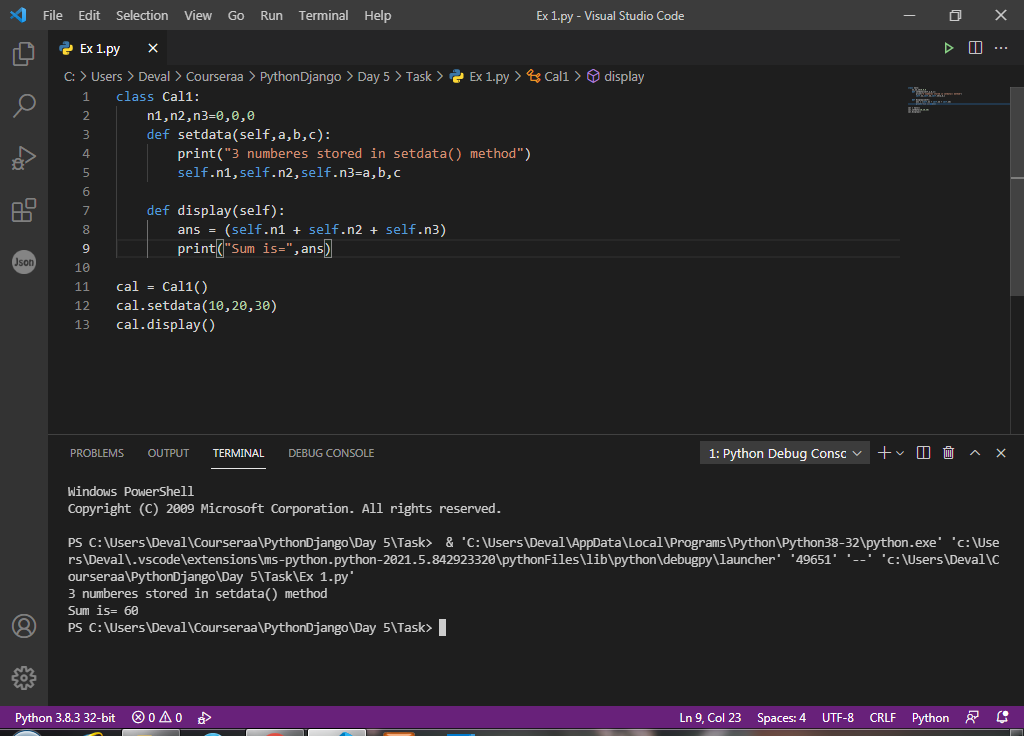 File Edit Selection View Go Run Terminal Help Ex 1.py - Visual Studio Code
Ex 1.py
C: > Users > Deval > Courseraa > PythonDjango > Day 5 > Task > Ex 1.py > Cal1 > display
1 class Cal1:
2 n1,n2,n3=0,0,0
3 def setdata(self,a,b,c):
4 print("3 numberes stored in setdata() method")
5 self.n1,self.n2,self.n3=a,b,c
6
7 def display(self):
8 ans = (self.n1 + self.n2 + self.n3)
9 print("Sum is=",ans)
10
11 cal = Cal1()
12 cal.setdata(10,20,30)
13 cal.display()
Json
PROBLEMS OUTPUT TERMINAL DEBUG CONSOLE 1: Python Debug Consc
Windows PowerShell
Copyright (C) 2009 Microsoft Corporation. All rights reserved.
PS C:\Users\Deval\Courseraa\PythonDjango\Day 5\Task>  & 'C:\Users\Deval\AppData\Local\Programs\Python\Python38-32\python.exe' 'c:\Use
rs\Deval\.vscode\extensions\ms-python.python-2021.5.842923320\pythonFiles\lib\python\debugpy\launcher' '49651' '--' 'c:\Users\Deval\C
ourseraa\PythonDjango\Day 5\Task\Ex 1.py'
3 numberes stored in setdata() method
Sum is= 60
PS C:\Users\Deval\Courseraa\PythonDjango\Day 5\Task>
Python 3.8.3 32-bit 0 0 Ln 9, Col 23 Spaces: 4 UTF-8 CRLF Python